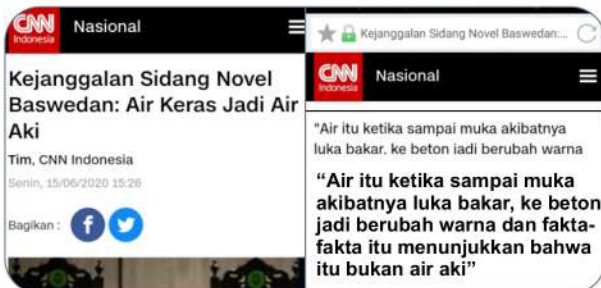 CNN
Indonesia
Nasional
Kejanggalan Sidang Novel
Baswedan: Air Keras Jadi Air
Aki
Tim, CNN Indonesia
Senin, 15/06/2020 15:26
Bagikan :
Kejanggalan Sidang Novel Baswedan:...
CNN
Indonesia
Nasional
"Air itu ketika sampai muka akibatnya
luka bakar, ke beton jadi berubah warna
“Air itu ketika sampai muka
akibatnya luka bakar, ke beton
jadi berubah warna dan fakta-
fakta itu menunjukkan bahwa
itu bukan air aki”